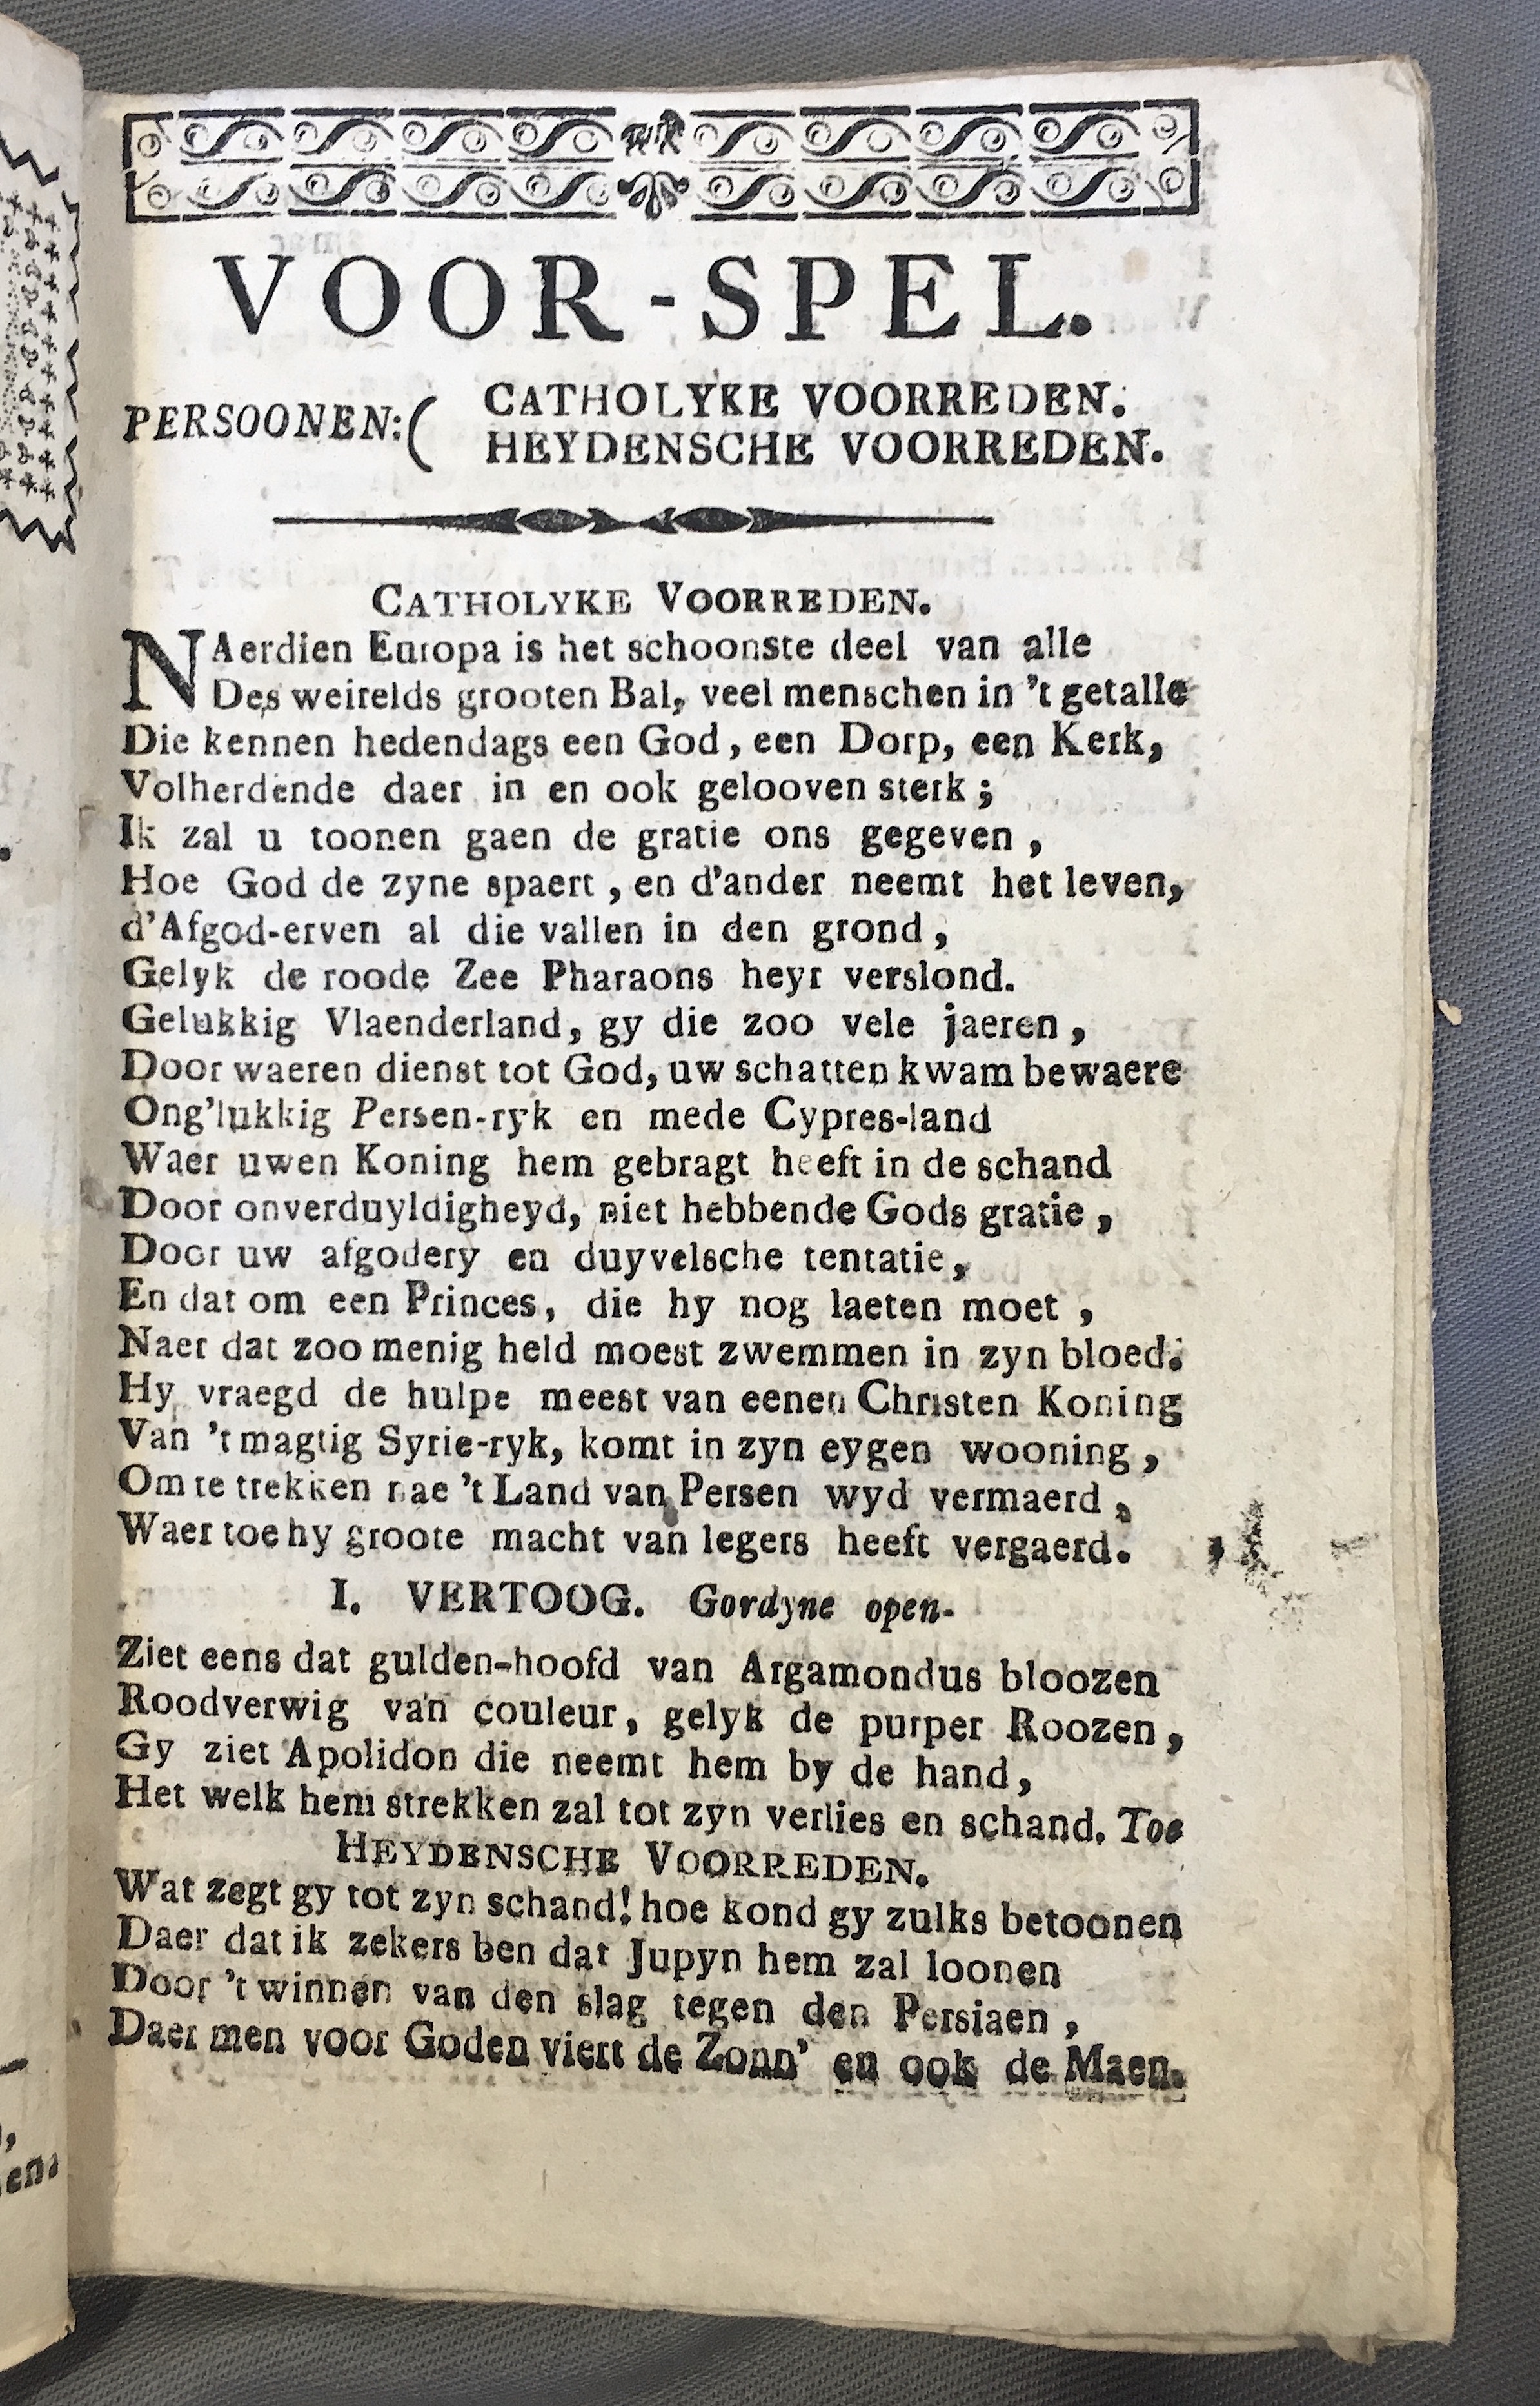 VOOR-SPEL.
PERSOONEN:( CATHOLYKE VOORREDEN.
HEYDENSCHE VOORREDEN.
CATHOLYKE VOORREDEN.
NAerdien Europa is het schoonste deel van alle
Des weirelds grooten Bal, veel menschen in 't getalle
Die kennen hedendags een God, een Dorp, een Kerk,
Volherdende daer in en ook gelooven sterk;
Ik zal u toonen gaen de gratie ons gegeven,
Hoe God de zyne spaert, en d'ander neemt het leven,
d'Afgod-erven al die vallen in den grond,
Gelyk de roode Zee Pharaons heyr verslond.
Gelukkig Vlaenderland, gy die zoo vele jaeren,
Door waeren dienst tot God, uw schatten kwam bewaere
Ong'lukkig Persen-ryk en mede Cypres-land
Waer uwen Koning hem gebragt heeft in de schand
Door onverduyldigheyd, niet hebbende Gods gratie,
Door uw afgodery en duyvelsche tentatie,
En dat om een Princes, die hy nog laeten moet,
Naer dat zoo menig held moest zwemmen in zyn bloed.
Hy vraegd de hulpe meest van eenen Christen Koning
Van 't magtig Syrie-ryk, komt in zyn eygen wooning,
Om te trekken nae 't Land van Persen wyd vermaerd,
Waer toe hy groote macht van legers heeft vergaerd.
I. VERTOOG. Gordyne open-
Ziet eens dat gulden-hoofd van Argamondus bloozen
Roodverwig van couleur, gelyk de purper Roozen,
Gy ziet Apolidon die neemt hem by de hand,
Het welk hem strekken zal tot zyn verlies en schand. Toe
HEYDENSCHE VOORREDEN.
Wat zegt gy tot zyn schand! hoe kond gy zulks betoonen
Daer dat ik zekers ben dat Jupyn hem zal loonen
Door 't winnen van den slag tegen den Persiaen,
Daer men voor Goden viert de Zonn' en ook de Maen.